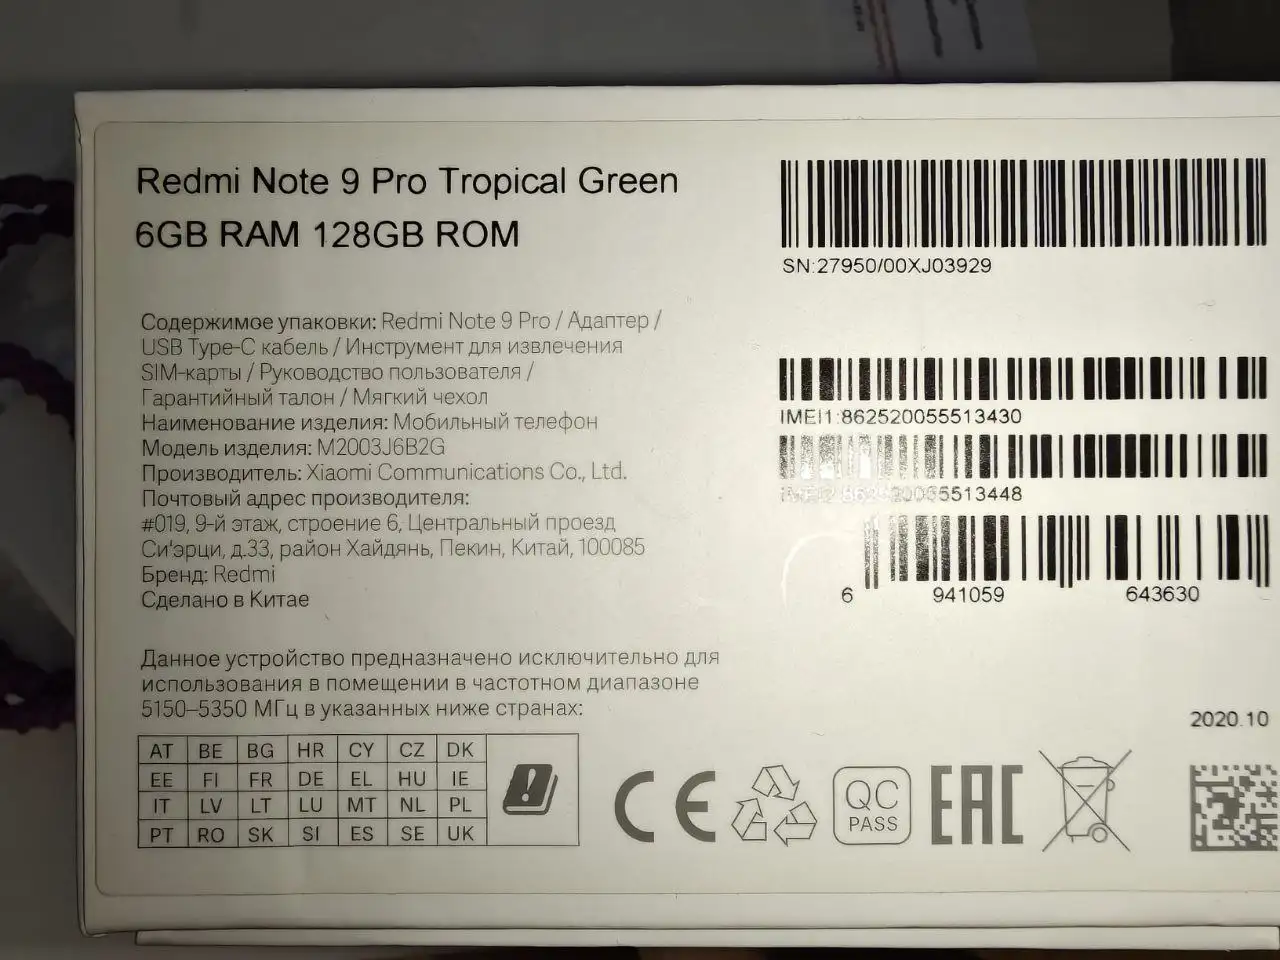 Redmi Note 9 Pro Tropical Green
6GB RAM 128GB ROM
Содержимое упаковки: Redmi Note 9 Pro / Адаптер /
USB Type-C кабель / Инструмент для извлечения
SIM-карты / Руководство пользователя /
Гарантийный талон / Мягкий чехол
Наименование изделия: Мобильный телефон
Модель изделия: M2003J6B2G
Производитель: Xiaomi Communications Co., Ltd.
Почтовый адрес производителя:
#019, 9-й этаж, строение 6, Центральный проезд
Си'эрци, д.33, район Хайдянь, Пекин, Китай, 100085
Бренд: Redmi
Сделано в Китае
Данное устройство предназначено исключительно для
использования в помещении в частотном диапазоне
5150–5350 МГц в указанных ниже странах:
AT BE BG HR CY CZ DK
EE FI FR DE EL HU IE
IT LV LT LU MT NL PL
PT RO SK SI ES SE UK
SN:27950/00XJ03929
IMEI1:862520055513430
IMEI2:862520055513448
6 941059 643630
2020.10
CE
QC
PASS
EAC